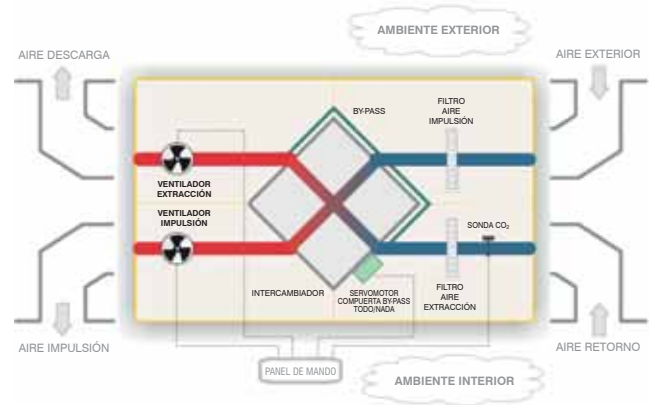 AMBIENTE EXTERIOR
AIRE DESCARGA
AIRE EXTERIOR
BY-PASS
FILTRO
AIRE
IMPULSIÓN
VENTILADOR
EXTRACCIÓN
VENTILADOR
IMPULSIÓN
SONDA CO₂
INTERCAMBIADOR
SERVOMOTOR
COMPUERTA BY-PASS
TODO/NADA
FILTRO
AIRE
EXTRACCIÓN
AIRE IMPULSIÓN
AIRE RETORNO
PANEL DE MANDO
AMBIENTE INTERIOR